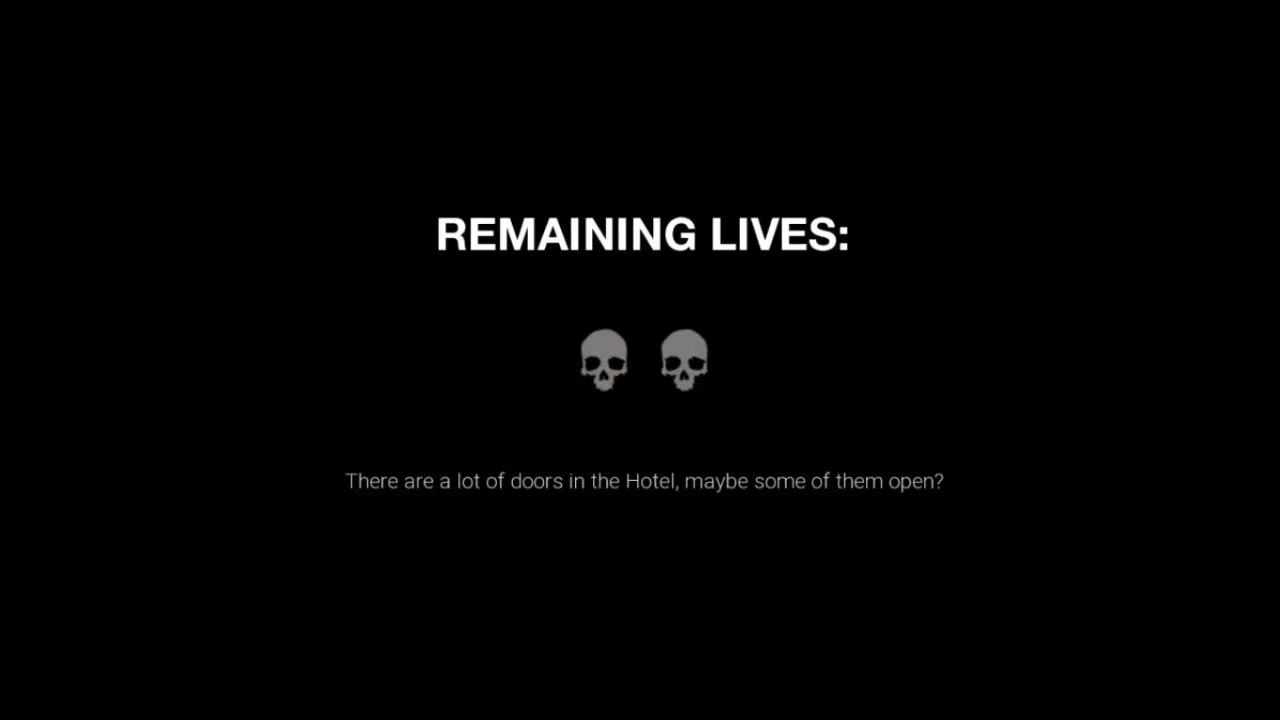 REMAINING LIVES:
There are a lot of doors in the Hotel, maybe some of them open?